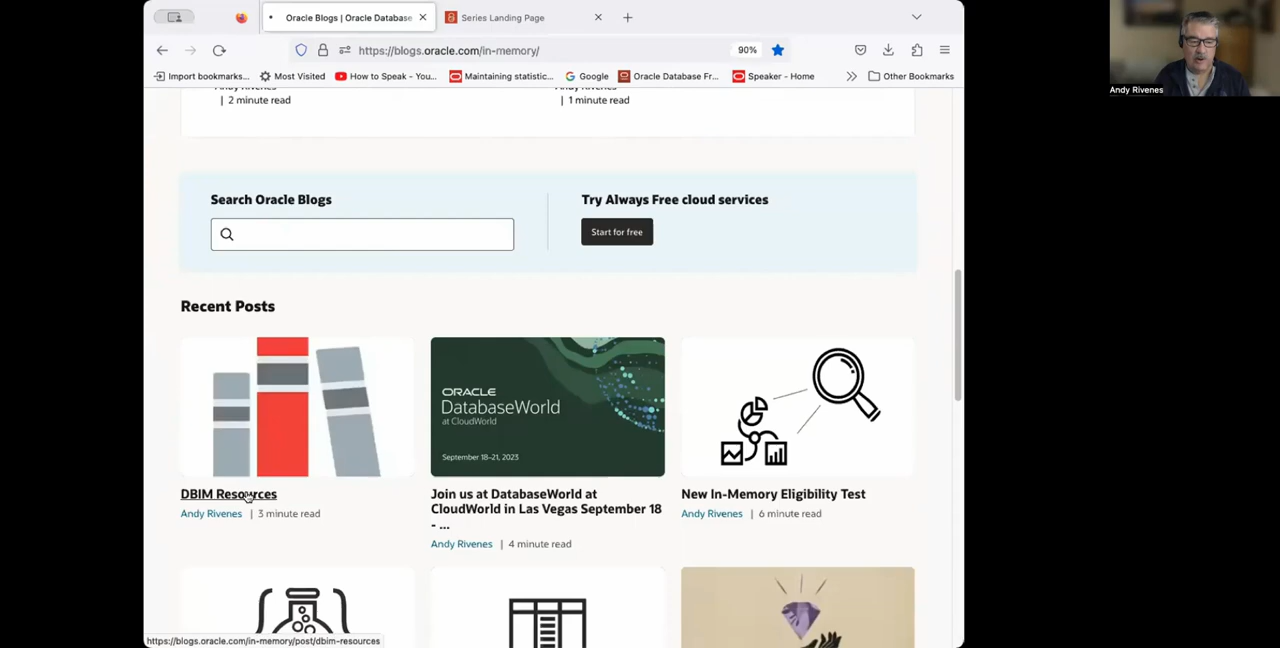 Oracle Blogs | Oracle Database
Series Landing Page
https://blogs.oracle.com/in-memory/
90%
Import bookmarks...
Most Visited
How to Speak - You...
Maintaining statistic...
Google
Oracle Database Fr...
Speaker - Home
Other Bookmarks
Andy Rivenes
Andy Rivenes
Andy Rivenes
| 2 minute read
| 1 minute read
Search Oracle Blogs
Try Always Free cloud services
Start for free
Recent Posts
ORACLE
DatabaseWorld
at CloudWorld
September 18–21, 2023
DBIM Resources
Andy Rivenes | 3 minute read
Join us at DatabaseWorld at
CloudWorld in Las Vegas September 18
- ...
Andy Rivenes | 4 minute read
New In-Memory Eligibility Test
Andy Rivenes | 6 minute read
https://blogs.oracle.com/in-memory/post/dbim-resources